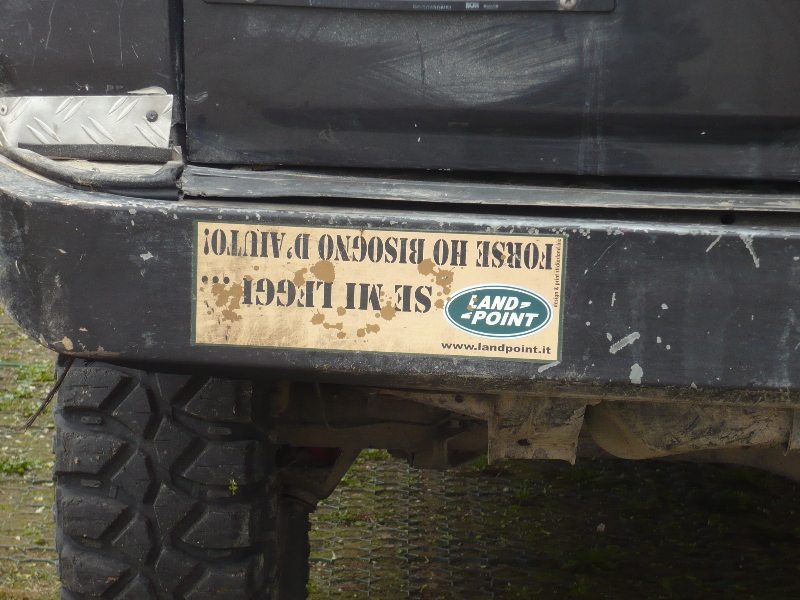 SE MI LEGGI ...
FORSE HO BISOGNO D'AIUTO!
LAND-
-POINT
www.landpoint.it